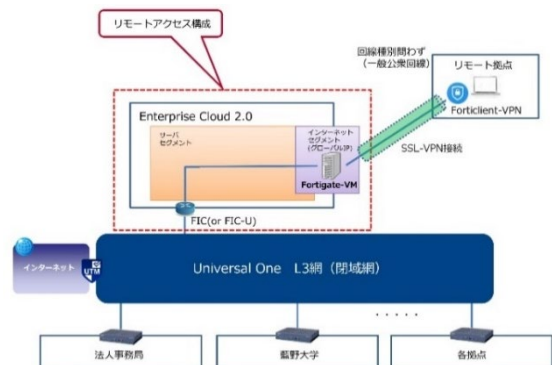 リモートアクセス構成
回線種別問わず
(一般公衆回線)
リモート拠点
Forticlient-VPN
Enterprise Cloud 2.0
サーバ
セグメント
インターネット
セグメント
(グローバルIP)
Fortigate-VM
SSL-VPN接続
FIC(or FIC-U)
インターネット
UTM
Universal One L3網(閉域網)
法人事務局
藍野大学
各拠点